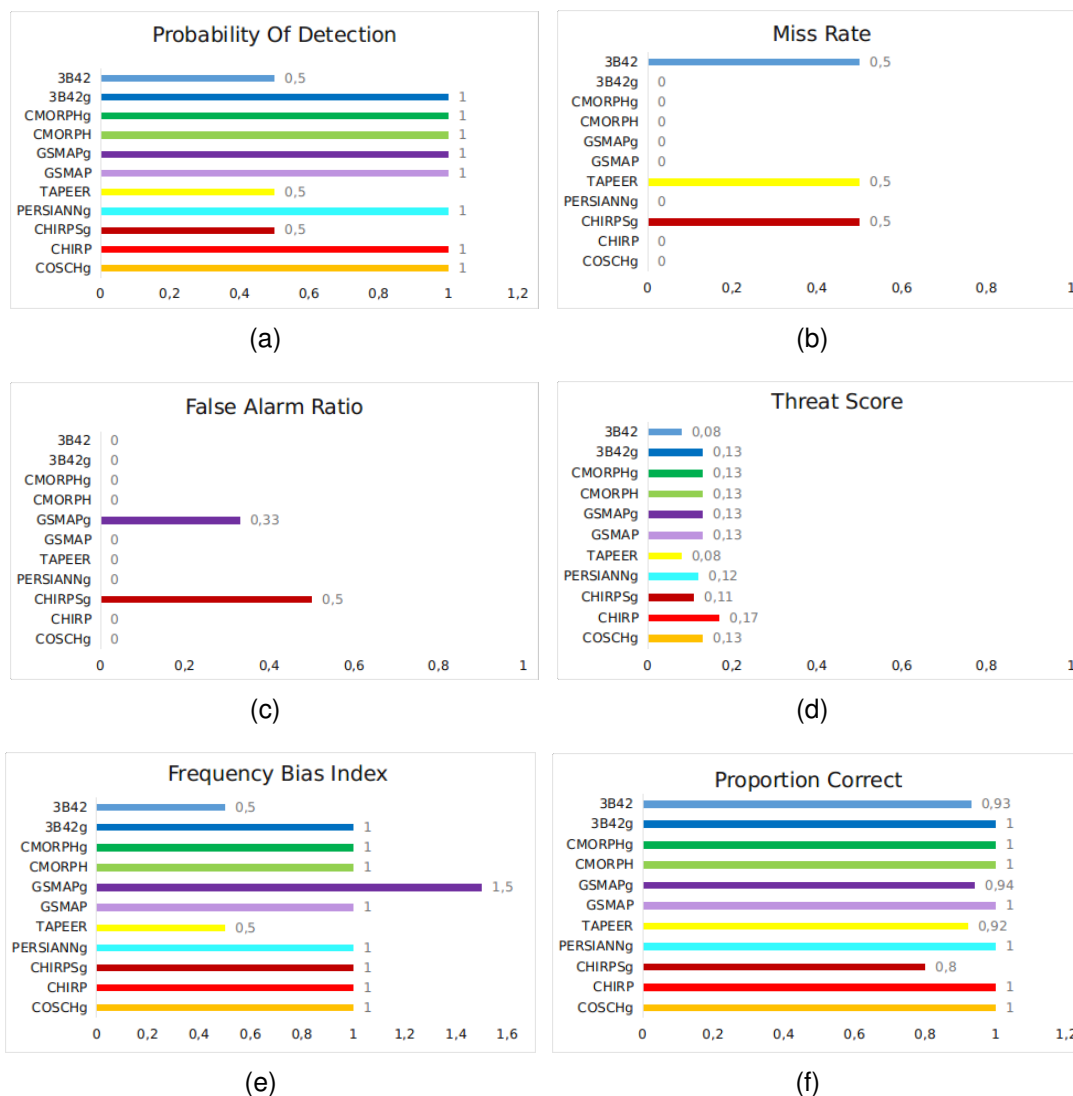 Probability Of Detection
3B42 0,5
3B42g 1
CMORPHg 1
CMORPH 1
GSMAPg 1
GSMAP 1
TAPEER 0,5
PERSIANNg 1
CHIRPSg 0,5
CHIRP 1
COSCHg 1
0 0,2 0,4 0,6 0,8 1 1,2
(a)
Miss Rate
3B42 0,5
3B42g 0
CMORPHg 0
CMORPH 0
GSMAPg 0
GSMAP 0
TAPEER 0,5
PERSIANNg 0
CHIRPSg 0,5
CHIRP 0
COSCHg 0
0 0,2 0,4 0,6 0,8 1
(b)
False Alarm Ratio
3B42 0
3B42g 0
CMORPHg 0
CMORPH 0
GSMAPg 0,33
GSMAP 0
TAPEER 0
PERSIANNg 0
CHIRPSg 0,5
CHIRP 0
COSCHg 0
0 0,2 0,4 0,6 0,8 1
(c)
Threat Score
3B42 0,08
3B42g 0,13
CMORPHg 0,13
CMORPH 0,13
GSMAPg 0,13
GSMAP 0,13
TAPEER 0,08
PERSIANNg 0,12
CHIRPSg 0,11
CHIRP 0,17
COSCHg 0,13
0 0,2 0,4 0,6 0,8 1
(d)
Frequency Bias Index
3B42 0,5
3B42g 1
CMORPHg 1
CMORPH 1
GSMAPg 1,5
GSMAP 1
TAPEER 0,5
PERSIANNg 1
CHIRPSg 1
CHIRP 1
COSCHg 1
0 0,2 0,4 0,6 0,8 1 1,2 1,4 1,6
(e)
Proportion Correct
3B42 0,93
3B42g 1
CMORPHg 1
CMORPH 1
GSMAPg 0,94
GSMAP 1
TAPEER 0,92
PERSIANNg 1
CHIRPSg 0,8
CHIRP 1
COSCHg 1
0 0,2 0,4 0,6 0,8 1 1,2
(f)